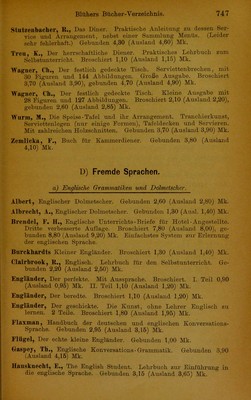 Blühers Bücher-Verzeichnis. 747
Stutzenbacher, R., Das Diner. Praktische Anleitung zu dessen Ser-
vice und Arrangement, nebst einer Sammlung Menüs. (Leider
sehr fehlerhaft.) Gebunden 4,30 (Ausland 4,60) Mk.
Treu, K., Der herrschaftliche Diener. Praktisches Lehrbuch zum
Selbstunterricht. Broschiert 1,10 (Ausland 1,15) Mk.
Wagner, Ch., Der festlich gedeckte Tisch. Serviettenbrechen, mit
30 Figuren und 144 Abbildungen. Große Ausgabe. Broschiert
3,70 (Ausland 3,90), gebunden 4,70 (Ausland 4,90) Mk.
Wagner, Ch., Der festlich gedeckte Tisch. Kleine Ausgabe mit
28 Figuren und 127 Abbildungen. Broschiert 2,10 (Ausland 2,20),
gebunden 2,80 (Ausland 2,95) Mk.
Wurm, M., Die Speise-Tafel und ihr Arrangement. Tranchierkunst,
Serviettenlagen (nur einige Formen), Tafeldecken und Servieren.
Mit zahlreichen Holzschnitten. Gebunden 3,70 (Ausland 3,90) Mk.
Zemlicka, F., Buch für Kammerdiener. Gebunden 3,80 (Ausland
4,10) Mk.
D) Fremde Sprachen.
a) Englische Grammatiken und Dolmetscher.
Albert, Englischer Dolmetscher. Gebunden 2,60 (Ausland 2,80) Mk.
Albrecht, A., Englischer Dolmetscher. Gebunden 1,30 (Ausl. 1,40) Mk.
Brendel, F. H., Englische Unterrichts-Briefe für Hotel-Angestellte.
Dritte verbesserte Auflage. Broschiert 7,80 (Ausland 8,00), ge-
bunden 8,80 (Ausland 9,20) Mk. Einfachstes System zur Erlernung
der englischen Sprache.
Burckhardts Kleiner Engländer. Broschiert 1,30 (Ausland 1,40) Mk.
Clairbrook, R., Englisch. Lehrbuch für den Selbstunterricht. Ge-
bunden 2,20 (Ausland 2,50) Mk.
Engländer, Der perfekte. Mit Aussprache. Broschiert. I. Teil 0,80
(Ausland 0,95) Mk. II. Teil 1,10 (Ausland 1,20) Mk.
Engländer, Der beredte. Broschiert 1,10 (Ausland 1,20) Mk.
Engländer, Der geschickte. Die Kunst, ohne Lehrer Englisch zu
lernen. 2 Teile. Broschiert 1,80 (Ausland 1,95) Mk.
Flaxman, Handbuch der deutschen und englischen Konversations-
Sprache. Gebunden 2,95 (Ausland 3,15) Mk.
Flügel, Der echte kleine Engländer. Gebunden 1,00 Mk.
Gaspey, Th., Englische Konversations-Grammatik. Gebunden 3,90
(Ausland 4,15) Mk.
Hausknecht, E., The English Student. Lehrbuch zur Einführung in
die englische Sprache. Gebunden 3,15 (Ausland 3,65) Mk.